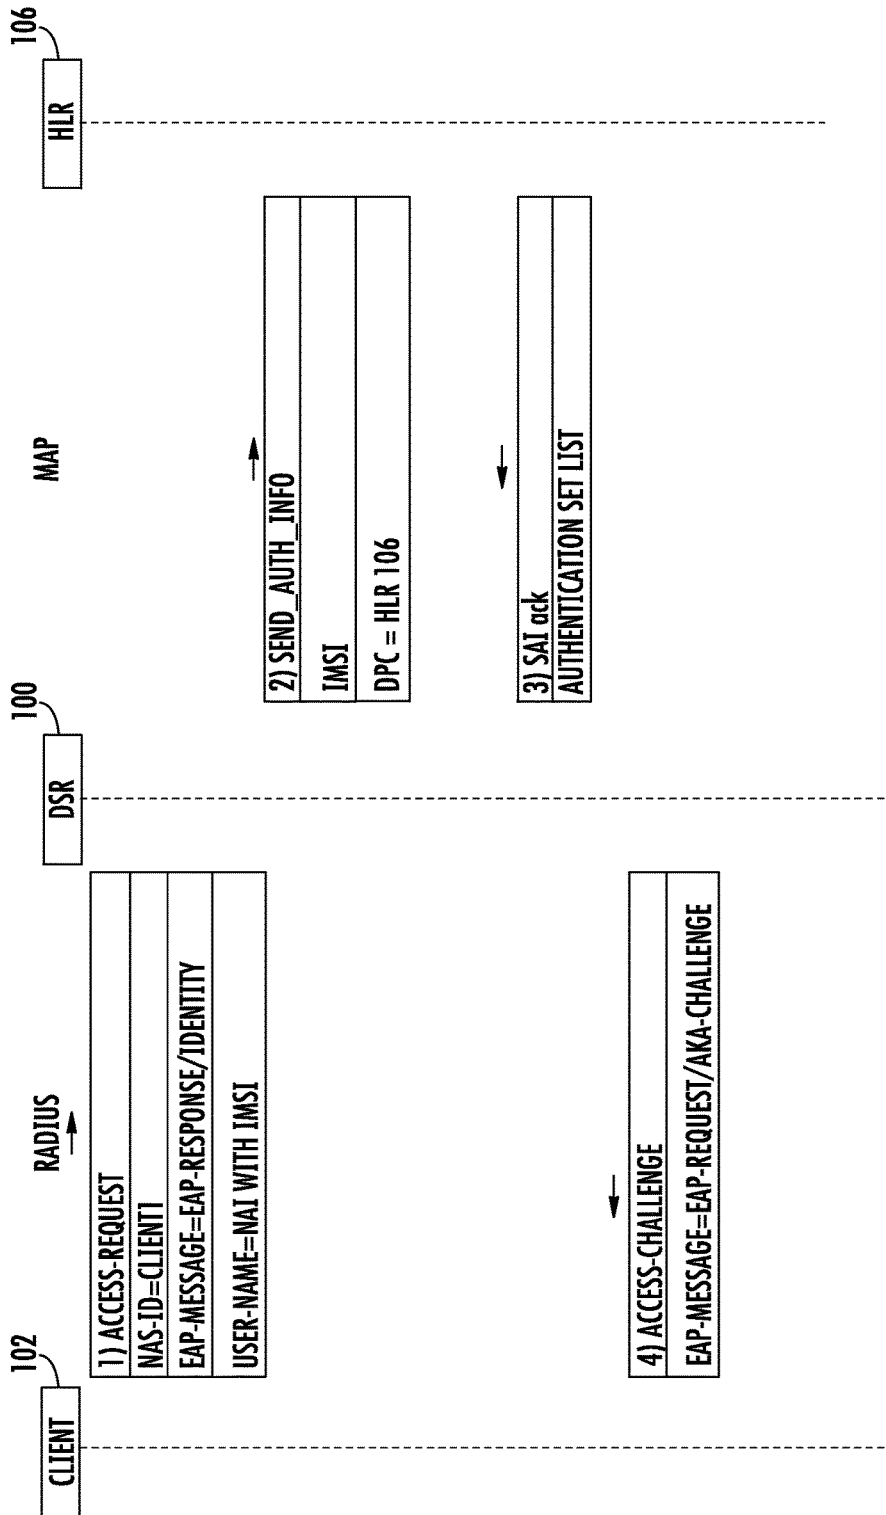 102
CLIENT
RADIUS
100
DSR
MAP
106
HLR
1) ACCESS-REQUEST
NAS-ID=CLIENT1
EAP-MESSAGE=EAP-RESPONSE/IDENTITY
USER-NAME=NAI WITH IMSI
2) SEND_AUTH_INFO
IMSI
DPC = HLR 106
3) SAI ack
AUTHENTICATION SET LIST
4) ACCESS-CHALLENGE
EAP-MESSAGE=EAP-REQUEST/AKA-CHALLENGE